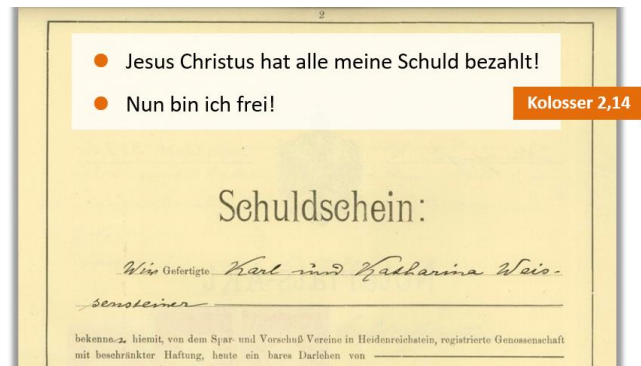 2
Jesus Christus hat alle meine Schuld bezahlt!
Nun bin ich frei!
Kolosser 2,14
Schuldschein:
Wir Gefertigte Karl und Katharina Weis-
sensteiner
bekennen hiemit, von dem Spar- und Vorschuß Vereine in Heidenreichstein, registrierte Genossenschaft
mit beschränkter Haftung, heute ein bares Darlehen von